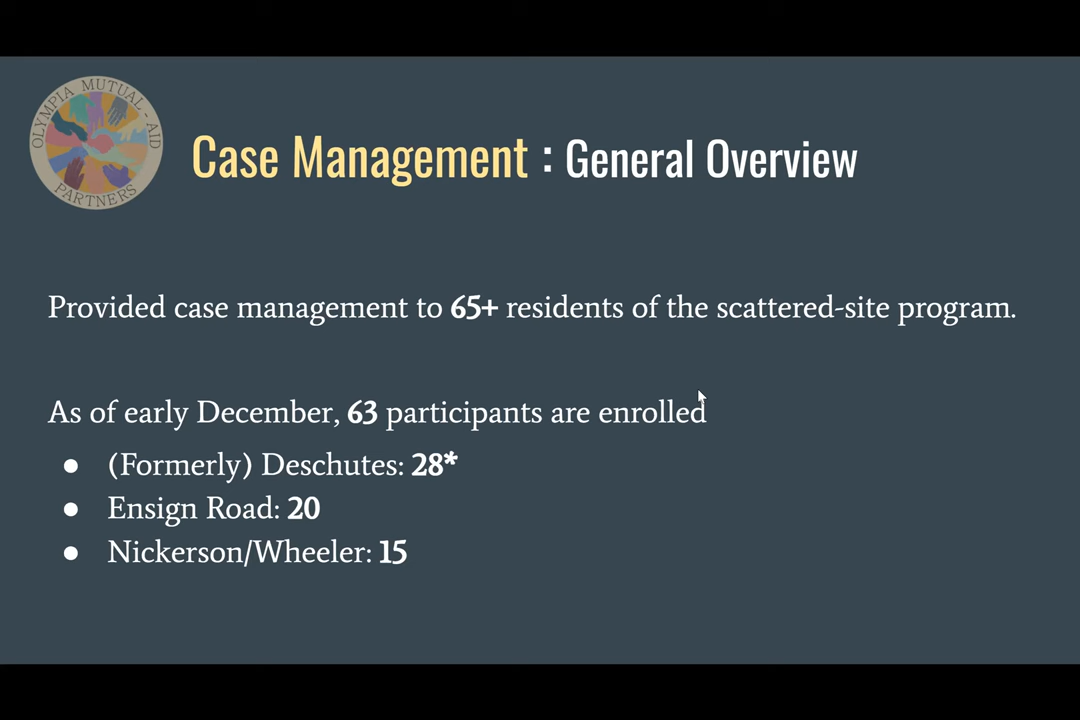 OLYMPIA MUTUAL-AID
PARTNERS
Case Management : General Overview
Provided case management to 65+ residents of the scattered-site program.
As of early December, 63 participants are enrolled
● (Formerly) Deschutes: 28*
● Ensign Road: 20
● Nickerson/Wheeler: 15